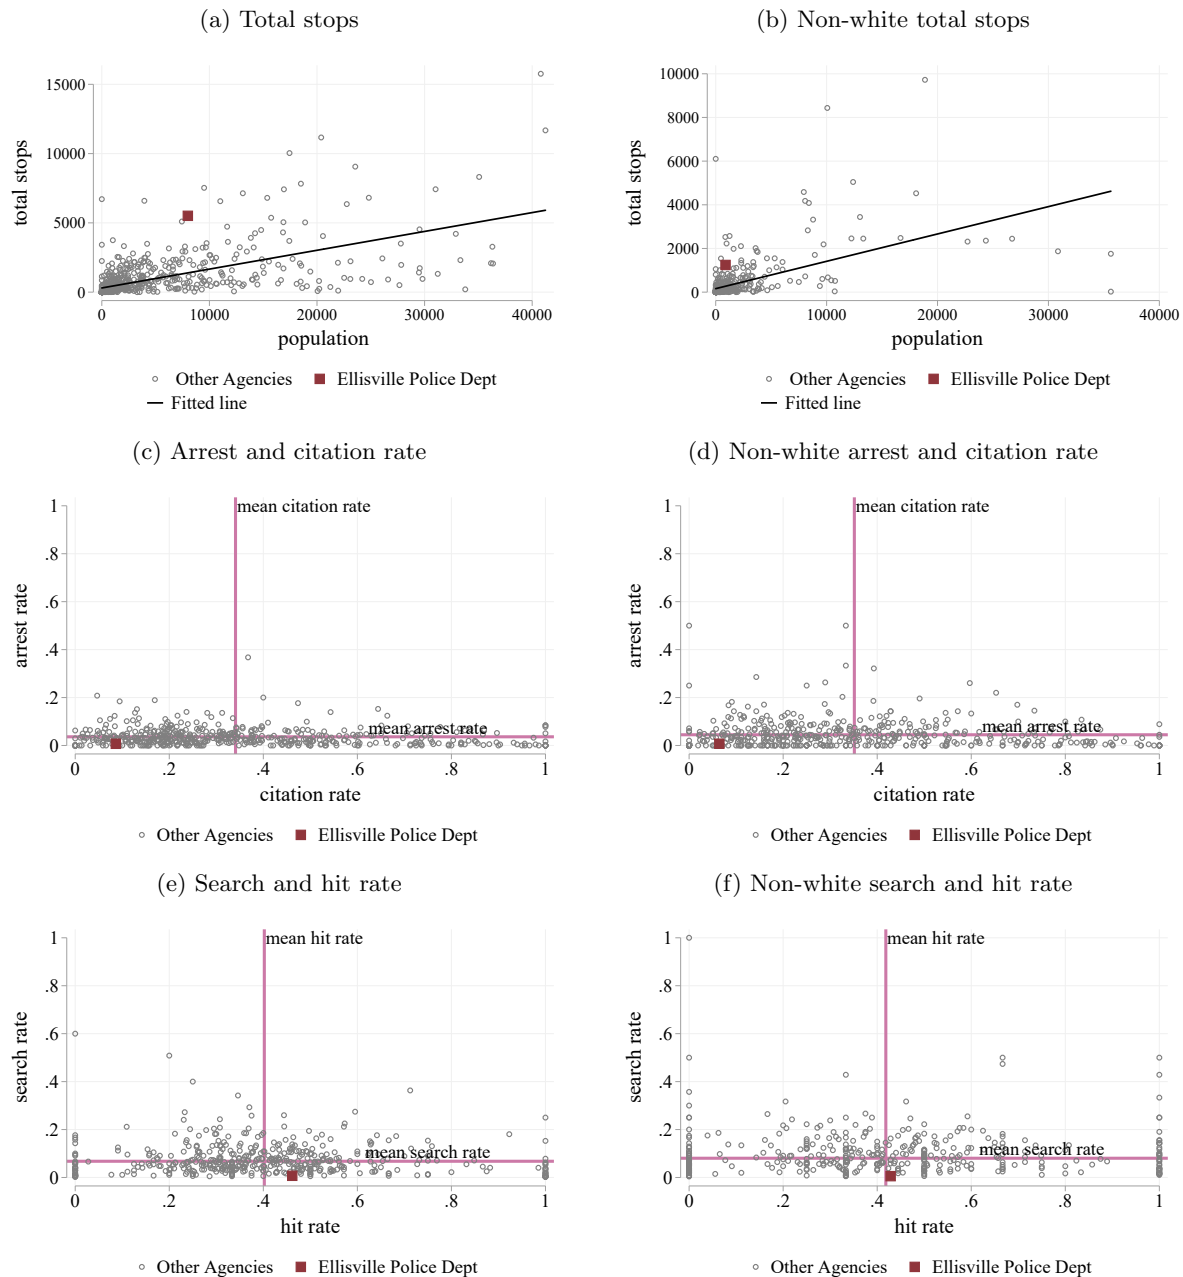 (a) Total stops
(b) Non-white total stops
total stops
15000
10000
5000
0
0 10000 20000 30000 40000
population
Other Agencies Ellisville Police Dept
Fitted line
total stops
10000
8000
6000
4000
2000
0
0 10000 20000 30000 40000
population
Other Agencies Ellisville Police Dept
Fitted line
(c) Arrest and citation rate
(d) Non-white arrest and citation rate
mean citation rate
arrest rate
1
.8
.6
.4
.2
0
mean arrest rate
0 .2 .4 .6 .8 1
citation rate
Other Agencies Ellisville Police Dept
mean citation rate
arrest rate
1
.8
.6
.4
.2
0
mean arrest rate
0 .2 .4 .6 .8 1
citation rate
Other Agencies Ellisville Police Dept
(e) Search and hit rate
(f) Non-white search and hit rate
mean hit rate
search rate
1
.8
.6
.4
.2
0
mean search rate
0 .2 .4 .6 .8 1
hit rate
Other Agencies Ellisville Police Dept
mean hit rate
search rate
1
.8
.6
.4
.2
0
mean search rate
0 .2 .4 .6 .8 1
hit rate
Other Agencies Ellisville Police Dept